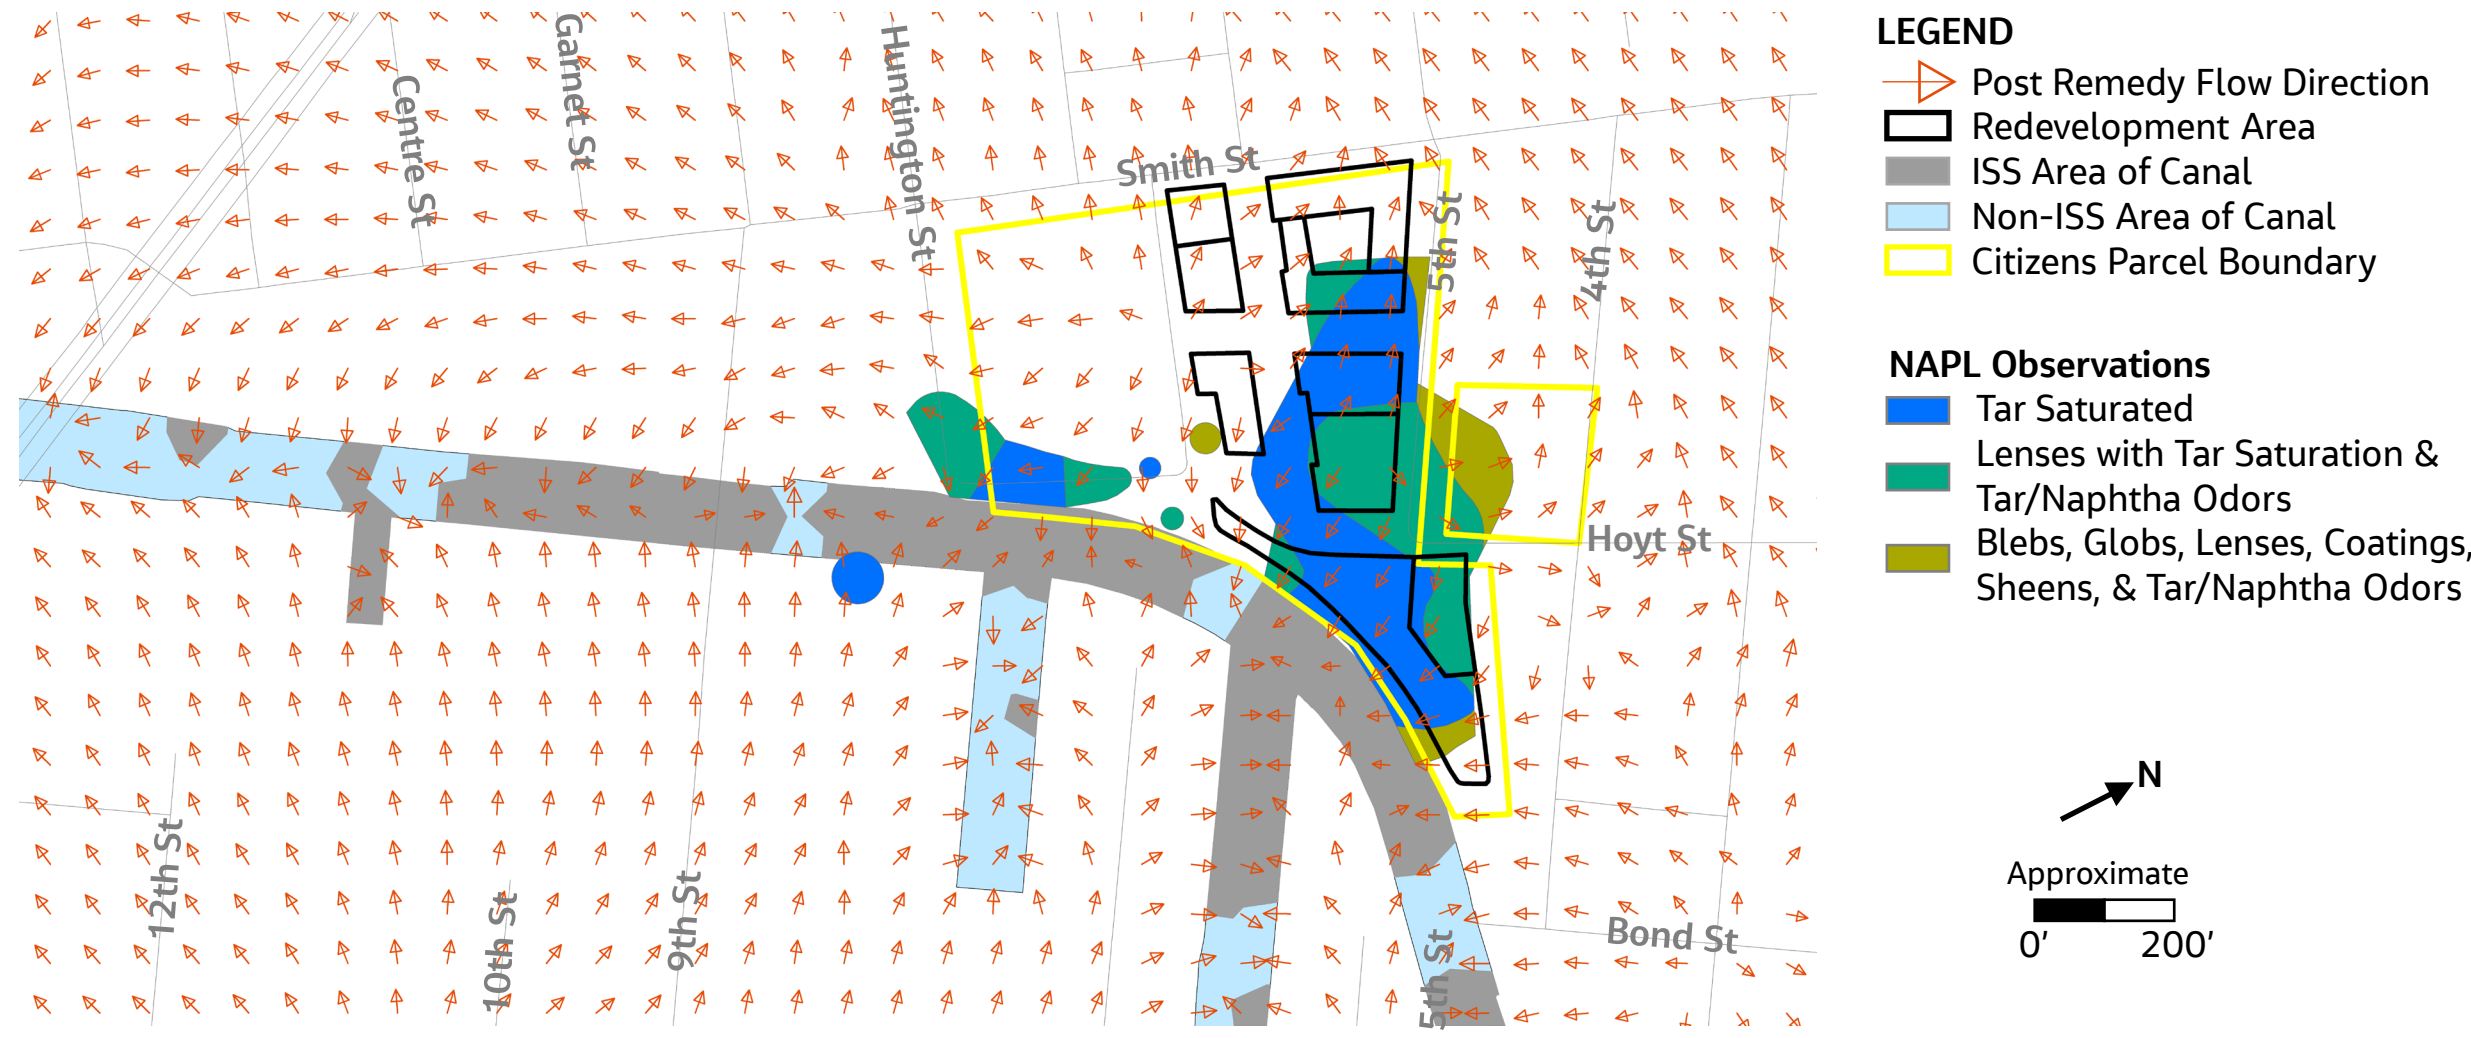 Garnet St
Centre St
Huntington St
Smith St
5th St
4th St
Hoyt St
12th St
10th St
9th St
5th St
Bond St
LEGEND
Post Remedy Flow Direction
Redevelopment Area
ISS Area of Canal
Non-ISS Area of Canal
Citizens Parcel Boundary
NAPL Observations
Tar Saturated
Lenses with Tar Saturation &
Tar/Naphtha Odors
Blebs, Globs, Lenses, Coatings,
Sheens, & Tar/Naphtha Odors
N
Approximate
0' 200'